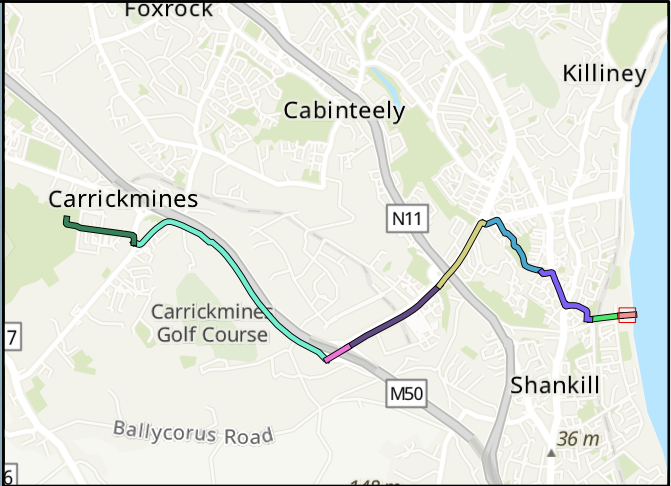 Foxrock
Killiney
Cabinteely
Carrickmines
N11
Carrickmines
Golf Course
7
M50
Shankill
Ballycorus Road
36 m
6